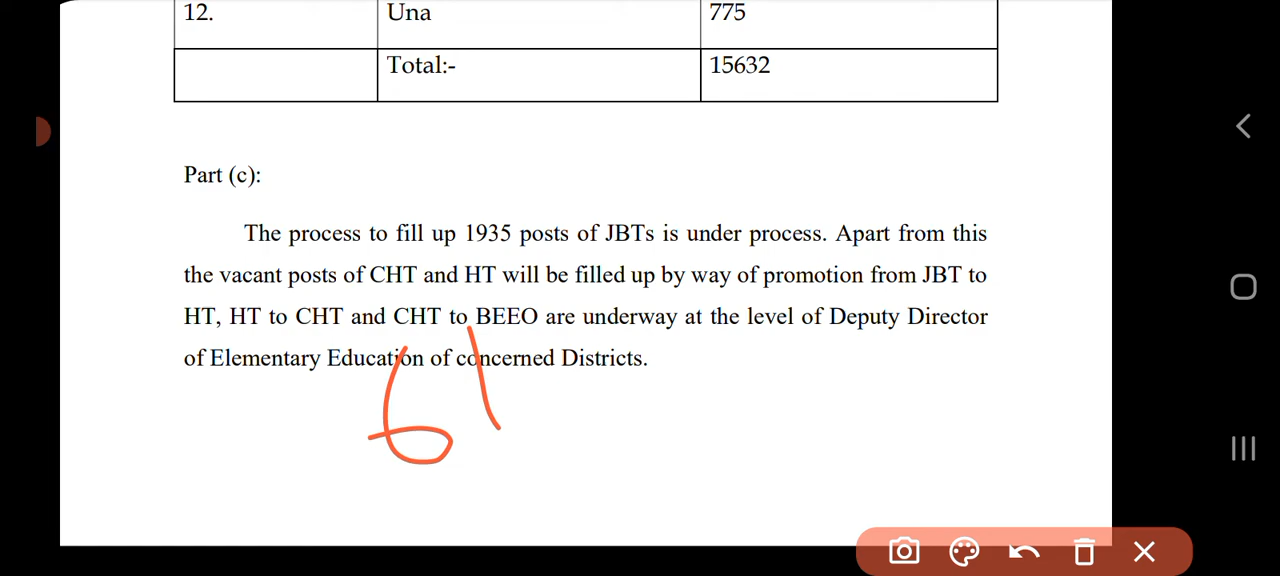 12. Una 775
Total:- 15632
Part (c):
The process to fill up 1935 posts of JBTs is under process. Apart from this
the vacant posts of CHT and HT will be filled up by way of promotion from JBT to
HT, HT to CHT and CHT to BEEO are underway at the level of Deputy Director
of Elementary Education of concerned Districts.
61